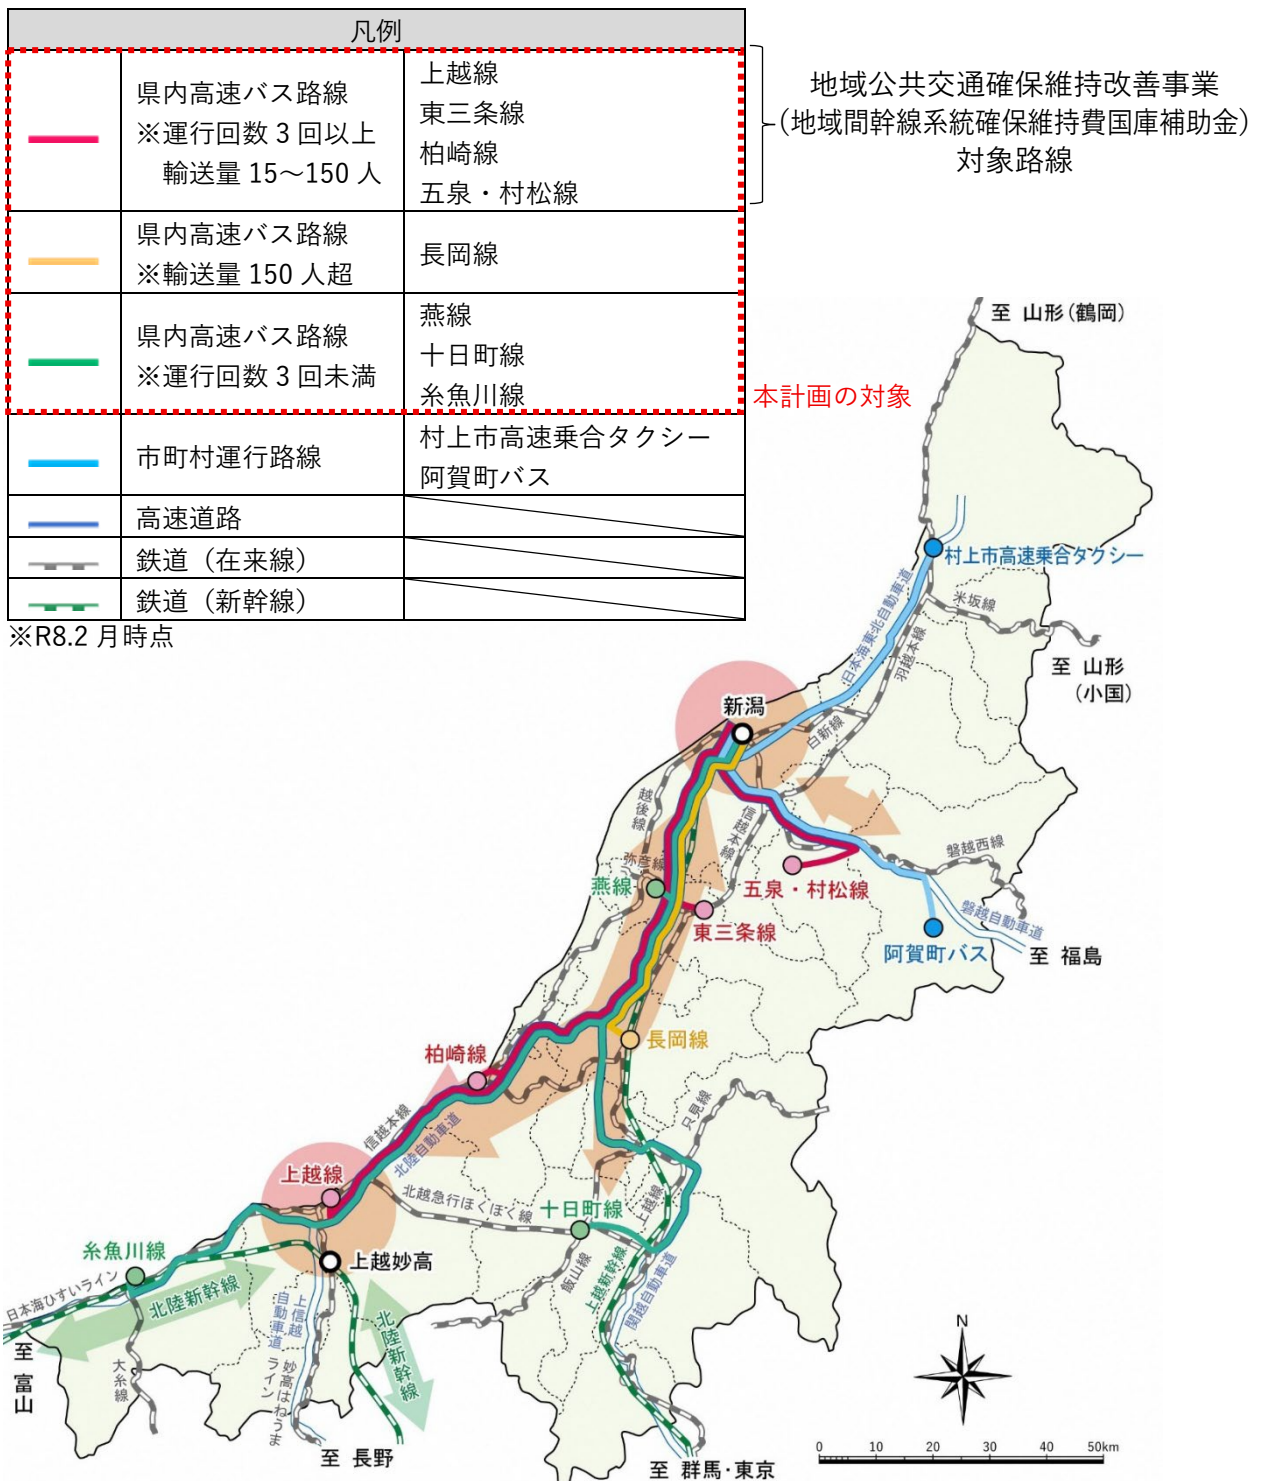 凡例
県内高速バス路線
※運行回数 3 回以上
輸送量 15～150 人
上越線
東三条線
柏崎線
五泉・村松線
地域公共交通確保維持改善事業
（地域間幹線系統確保維持費国庫補助金）
対象路線
県内高速バス路線
※輸送量 150 人超
長岡線
県内高速バス路線
※運行回数 3 回未満
燕線
十日町線
糸魚川線
本計画の対象
市町村運行路線
村上市高速乗合タクシー
阿賀町バス
高速道路
鉄道（在来線）
鉄道（新幹線）
※R8.2 月時点
至 山形(鶴岡)
村上市高速乗合タクシー
日本海東北自動車道
米坂線
羽越本線
至 山形
(小国)
新潟
白新線
越後線
信越本線
弥彦線
磐越西線
燕線
五泉・村松線
東三条線
磐越自動車道
阿賀町バス
至 福島
長岡線
柏崎線
只見線
信越本線
北陸自動車道
上越線
北越急行ほくほく線
十日町線
上越線
糸魚川線
上越妙高
飯山線
上越新幹線
関越自動車道
日本海ひすいライン
北陸新幹線
上信越
自動車道
北陸新幹線
至 富山
大糸線
妙高はねうま
ライン
至 長野
至 群馬・東京
N
0 10 20 30 40 50km